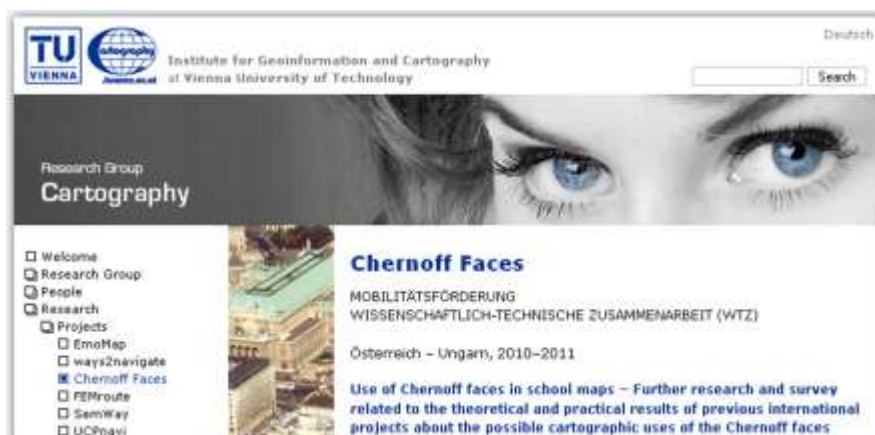 TU
VIENNA
Cartography
Deutsch
Institute for Geoinformation and Cartography
at Vienna University of Technology
Search
Research Group
Cartography
Welcome
Research Group
People
Research
Projects
EmoMap
ways2navigate
Chernoff Faces
FEMroute
SemWay
UCPnavi
Chernoff Faces
MOBILITÄTSFÖRDERUNG
WISSENSCHAFTLICH-TECHNISCHE ZUSAMMENARBEIT (WTZ)
Österreich – Ungarn, 2010–2011
Use of Chernoff faces in school maps – Further research and survey
related to the theoretical and practical results of previous international
projects about the possible cartographic uses of the Chernoff faces